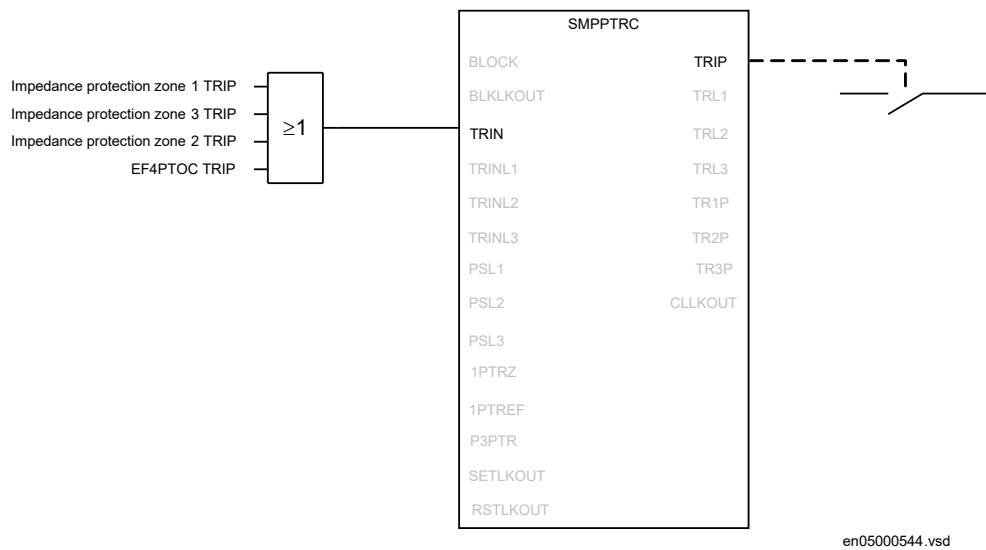 SMPPTRC
BLOCK TRIP
Impedance protection zone 1 TRIP
BLKLKOUT TRL1
Impedance protection zone 3 TRIP
≥1
TRIN TRL2
Impedance protection zone 2 TRIP
EF4PTOC TRIP
TRINL1 TRL3
TRINL2 TR1P
TRINL3 TR2P
PSL1 TR3P
PSL2 CLLKOUT
PSL3
1PTRZ
1PTREF
P3PTR
SETLKOUT
RSTLKOUT
en05000544.vsd